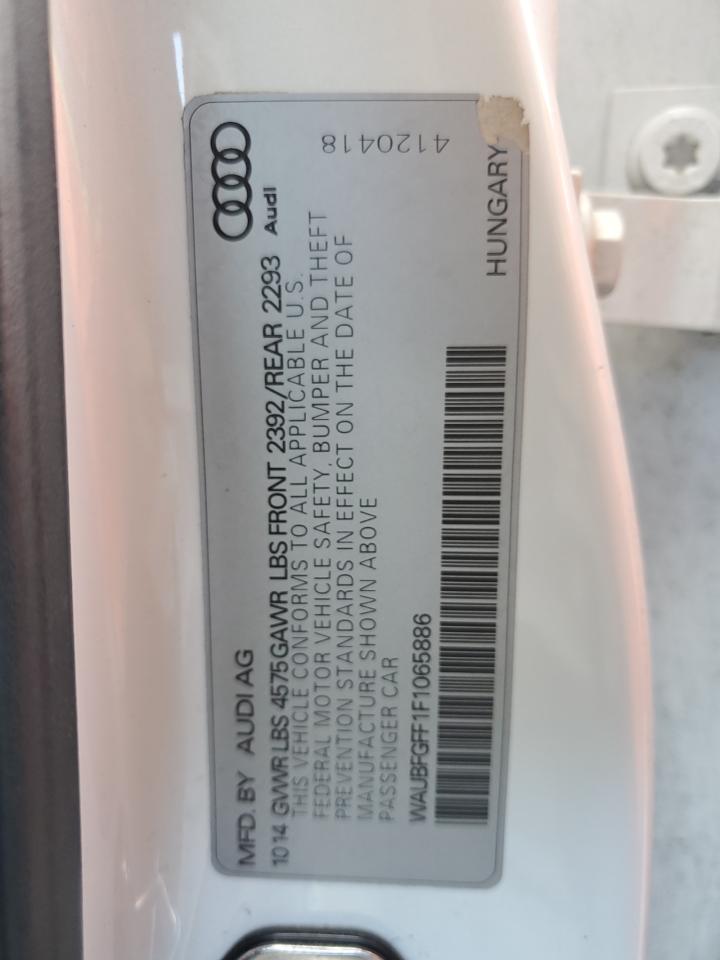 MFD. BY AUDI AG
Audi
10 14 GVWR LBS 4575 GAWR LBS FRONT 2392/REAR 2293
THIS VEHICLE CONFORMS TO ALL APPLICABLE U.S.
FEDERAL MOTOR VEHICLE SAFETY, BUMPER AND THEFT
PREVENTION STANDARDS IN EFFECT ON THE DATE OF
MANUFACTURE SHOWN ABOVE
PASSENGER CAR
4120418
WAUBFGFF1F1065886
HUNGARY